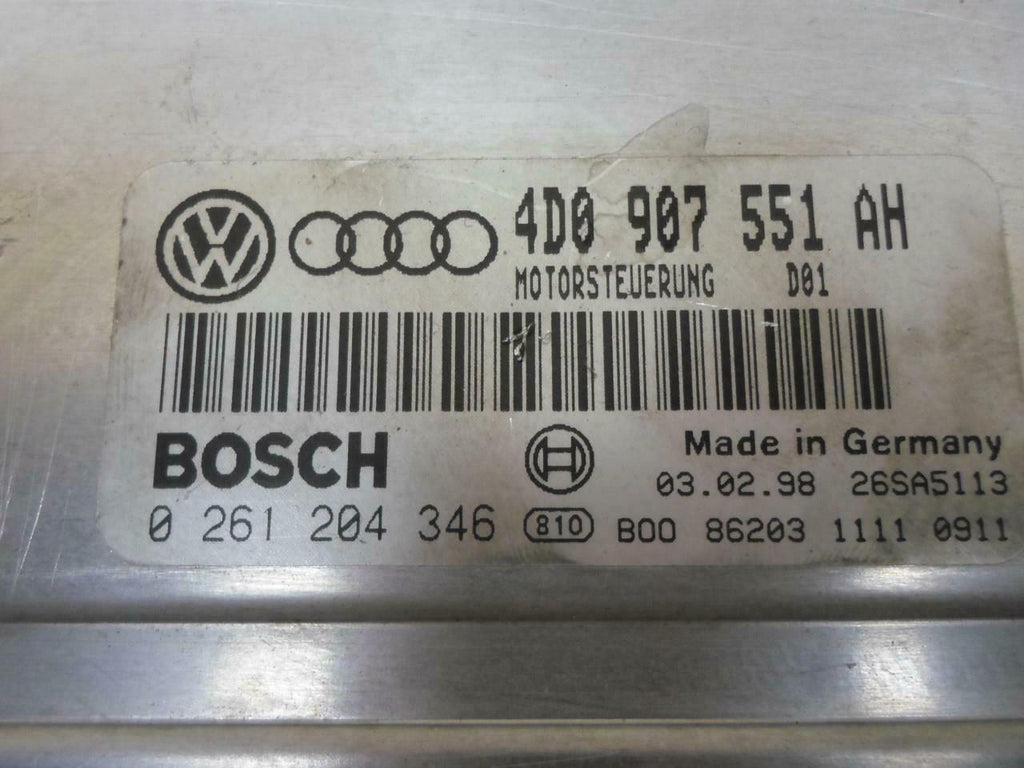 4D0 907 551 AH
MOTORSTEUERUNG D01
BOSCH
Made in Germany
03.02.98 26SA5113
0 261 204 346 810 B00 86203 1111 0911